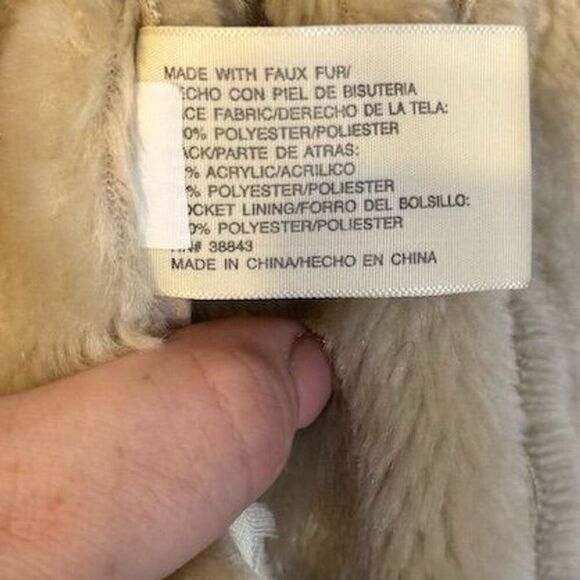 MADE WITH FAUX FUR/
ECHO CON PIEL DE BISUTERIA
ACE FABRIC/DERECHO DE LA TELA:
0% POLYESTER/POLIESTER
ACK/PARTE DE ATRAS:
% ACRYLIC/ACRILICO
% POLYESTER/POLIESTER
OCKET LINING/FORRO DEL BOLSILLO:
0% POLYESTER/POLIESTER
RN# 38843
MADE IN CHINA/HECHO EN CHINA